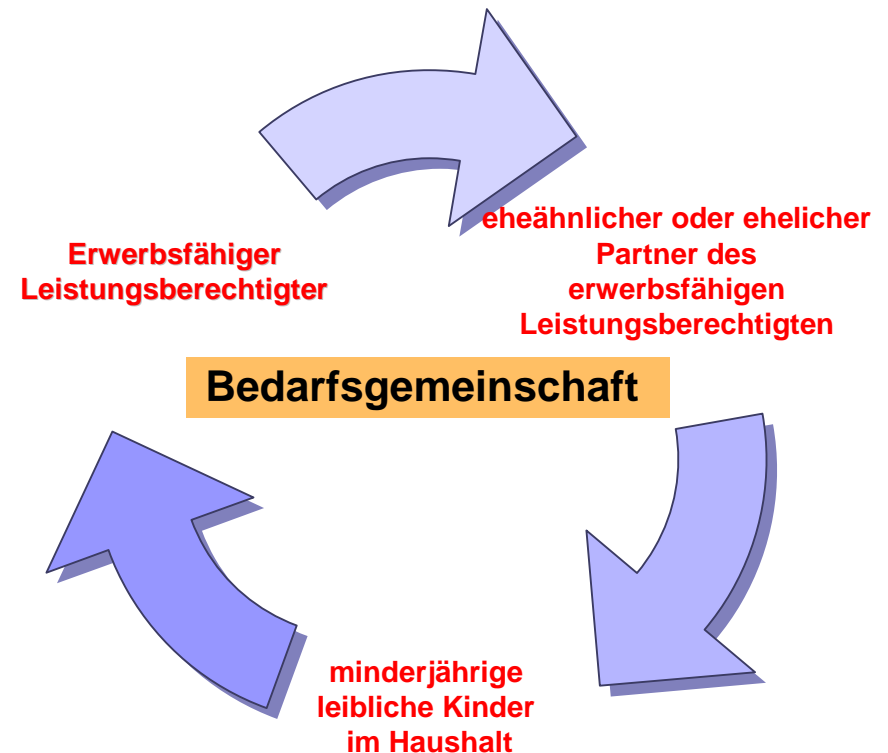 Erwerbsfähiger
Leistungsberechtigter
eheähnlicher oder ehelicher
Partner des
erwerbsfähigen
Leistungsberechtigten
Bedarfsgemeinschaft
minderjährige
leibliche Kinder
im Haushalt